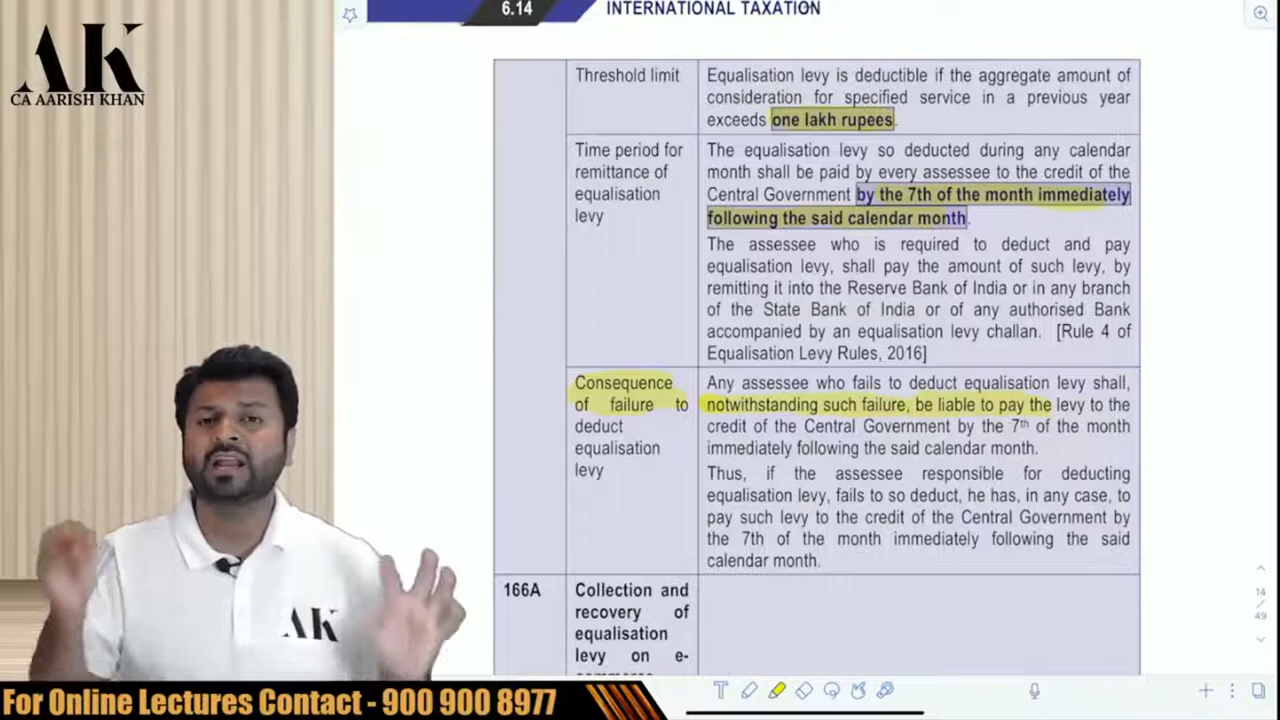 6.14
INTERNATIONAL TAXATION
AK
CA AARISH KHAN
Threshold limit
Equalisation levy is deductible if the aggregate amount of
consideration for specified service in a previous year
exceeds one lakh rupees.
Time period for
remittance of
equalisation
levy
The equalisation levy so deducted during any calendar
month shall be paid by every assessee to the credit of the
Central Government by the 7th of the month immediately
following the said calendar month.
The assessee who is required to deduct and pay
equalisation levy, shall pay the amount of such levy, by
remitting it into the Reserve Bank of India or in any branch
of the State Bank of India or of any authorised Bank
accompanied by an equalisation levy challan. [Rule 4 of
Equalisation Levy Rules, 2016]
Consequence
of failure to
deduct
equalisation
levy
Any assessee who fails to deduct equalisation levy shall,
notwithstanding such failure, be liable to pay the levy to the
credit of the Central Government by the 7th of the month
immediately following the said calendar month.
Thus, if the assessee responsible for deducting
equalisation levy, fails to so deduct, he has, in any case, to
pay such levy to the credit of the Central Government by
the 7th of the month immediately following the said
calendar month.
166A
Collection and
recovery of
equalisation
levy on e-
AK
14
/
49
For Online Lectures Contact - 900 900 8977